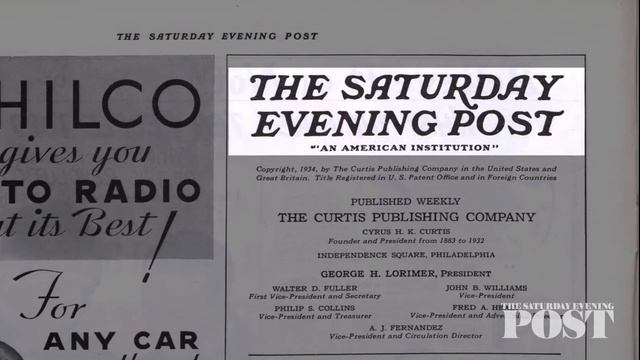 THE SATURDAY EVENING POST
HILCO
gives you
TO RADIO
at its Best!
For
ANY CAR
THE SATURDAY
EVENING POST
"'AN AMERICAN INSTITUTION"
Copyright, 1934, by The Curtis Publishing Company in the United States and
Great Britain. Title Registered in U. S. Patent Office and in Foreign Countries
PUBLISHED WEEKLY
THE CURTIS PUBLISHING COMPANY
CYRUS H. K. CURTIS
Founder and President from 1883 to 1932
INDEPENDENCE SQUARE, PHILADELPHIA
GEORGE H. LORIMER, PRESIDENT
WALTER D. FULLER
First Vice-President and Secretary
JOHN B. WILLIAMS
Vice-President
PHILIP S. COLLINS
Vice-President and Treasurer
FRED A.
Vice-President and
A. J. FERNANDEZ
Vice-President and Circulation Director
THE SATURDAY EVENING
POST